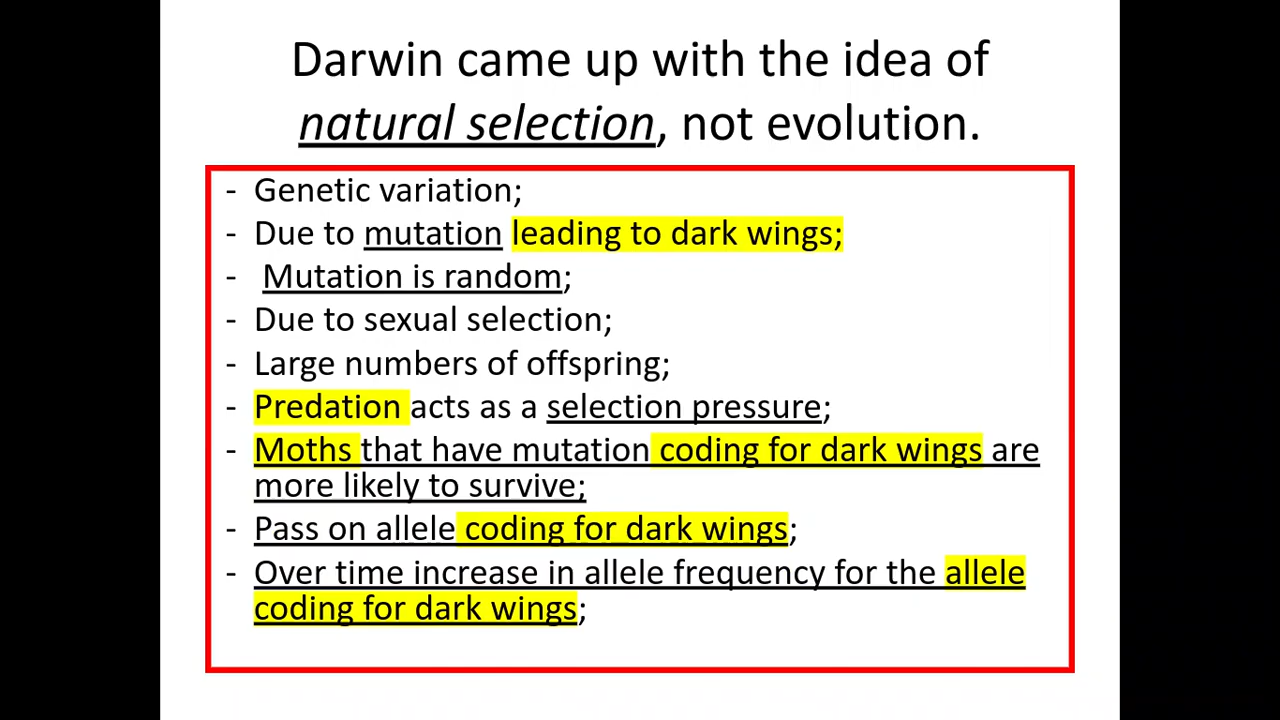 Darwin came up with the idea of
natural selection, not evolution.
- Genetic variation;
- Due to mutation leading to dark wings;
- Mutation is random;
- Due to sexual selection;
- Large numbers of offspring;
- Predation acts as a selection pressure;
- Moths that have mutation coding for dark wings are
more likely to survive;
- Pass on allele coding for dark wings;
- Over time increase in allele frequency for the allele
coding for dark wings;